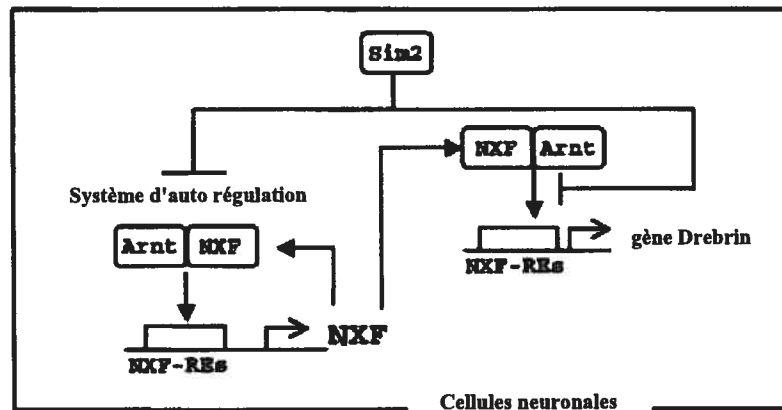 Sim2
NXF Arnt
Système d'auto régulation
gène Drebrin
NXF-REs
Arnt NXF
NXF
NXF-REs
Cellules neuronales